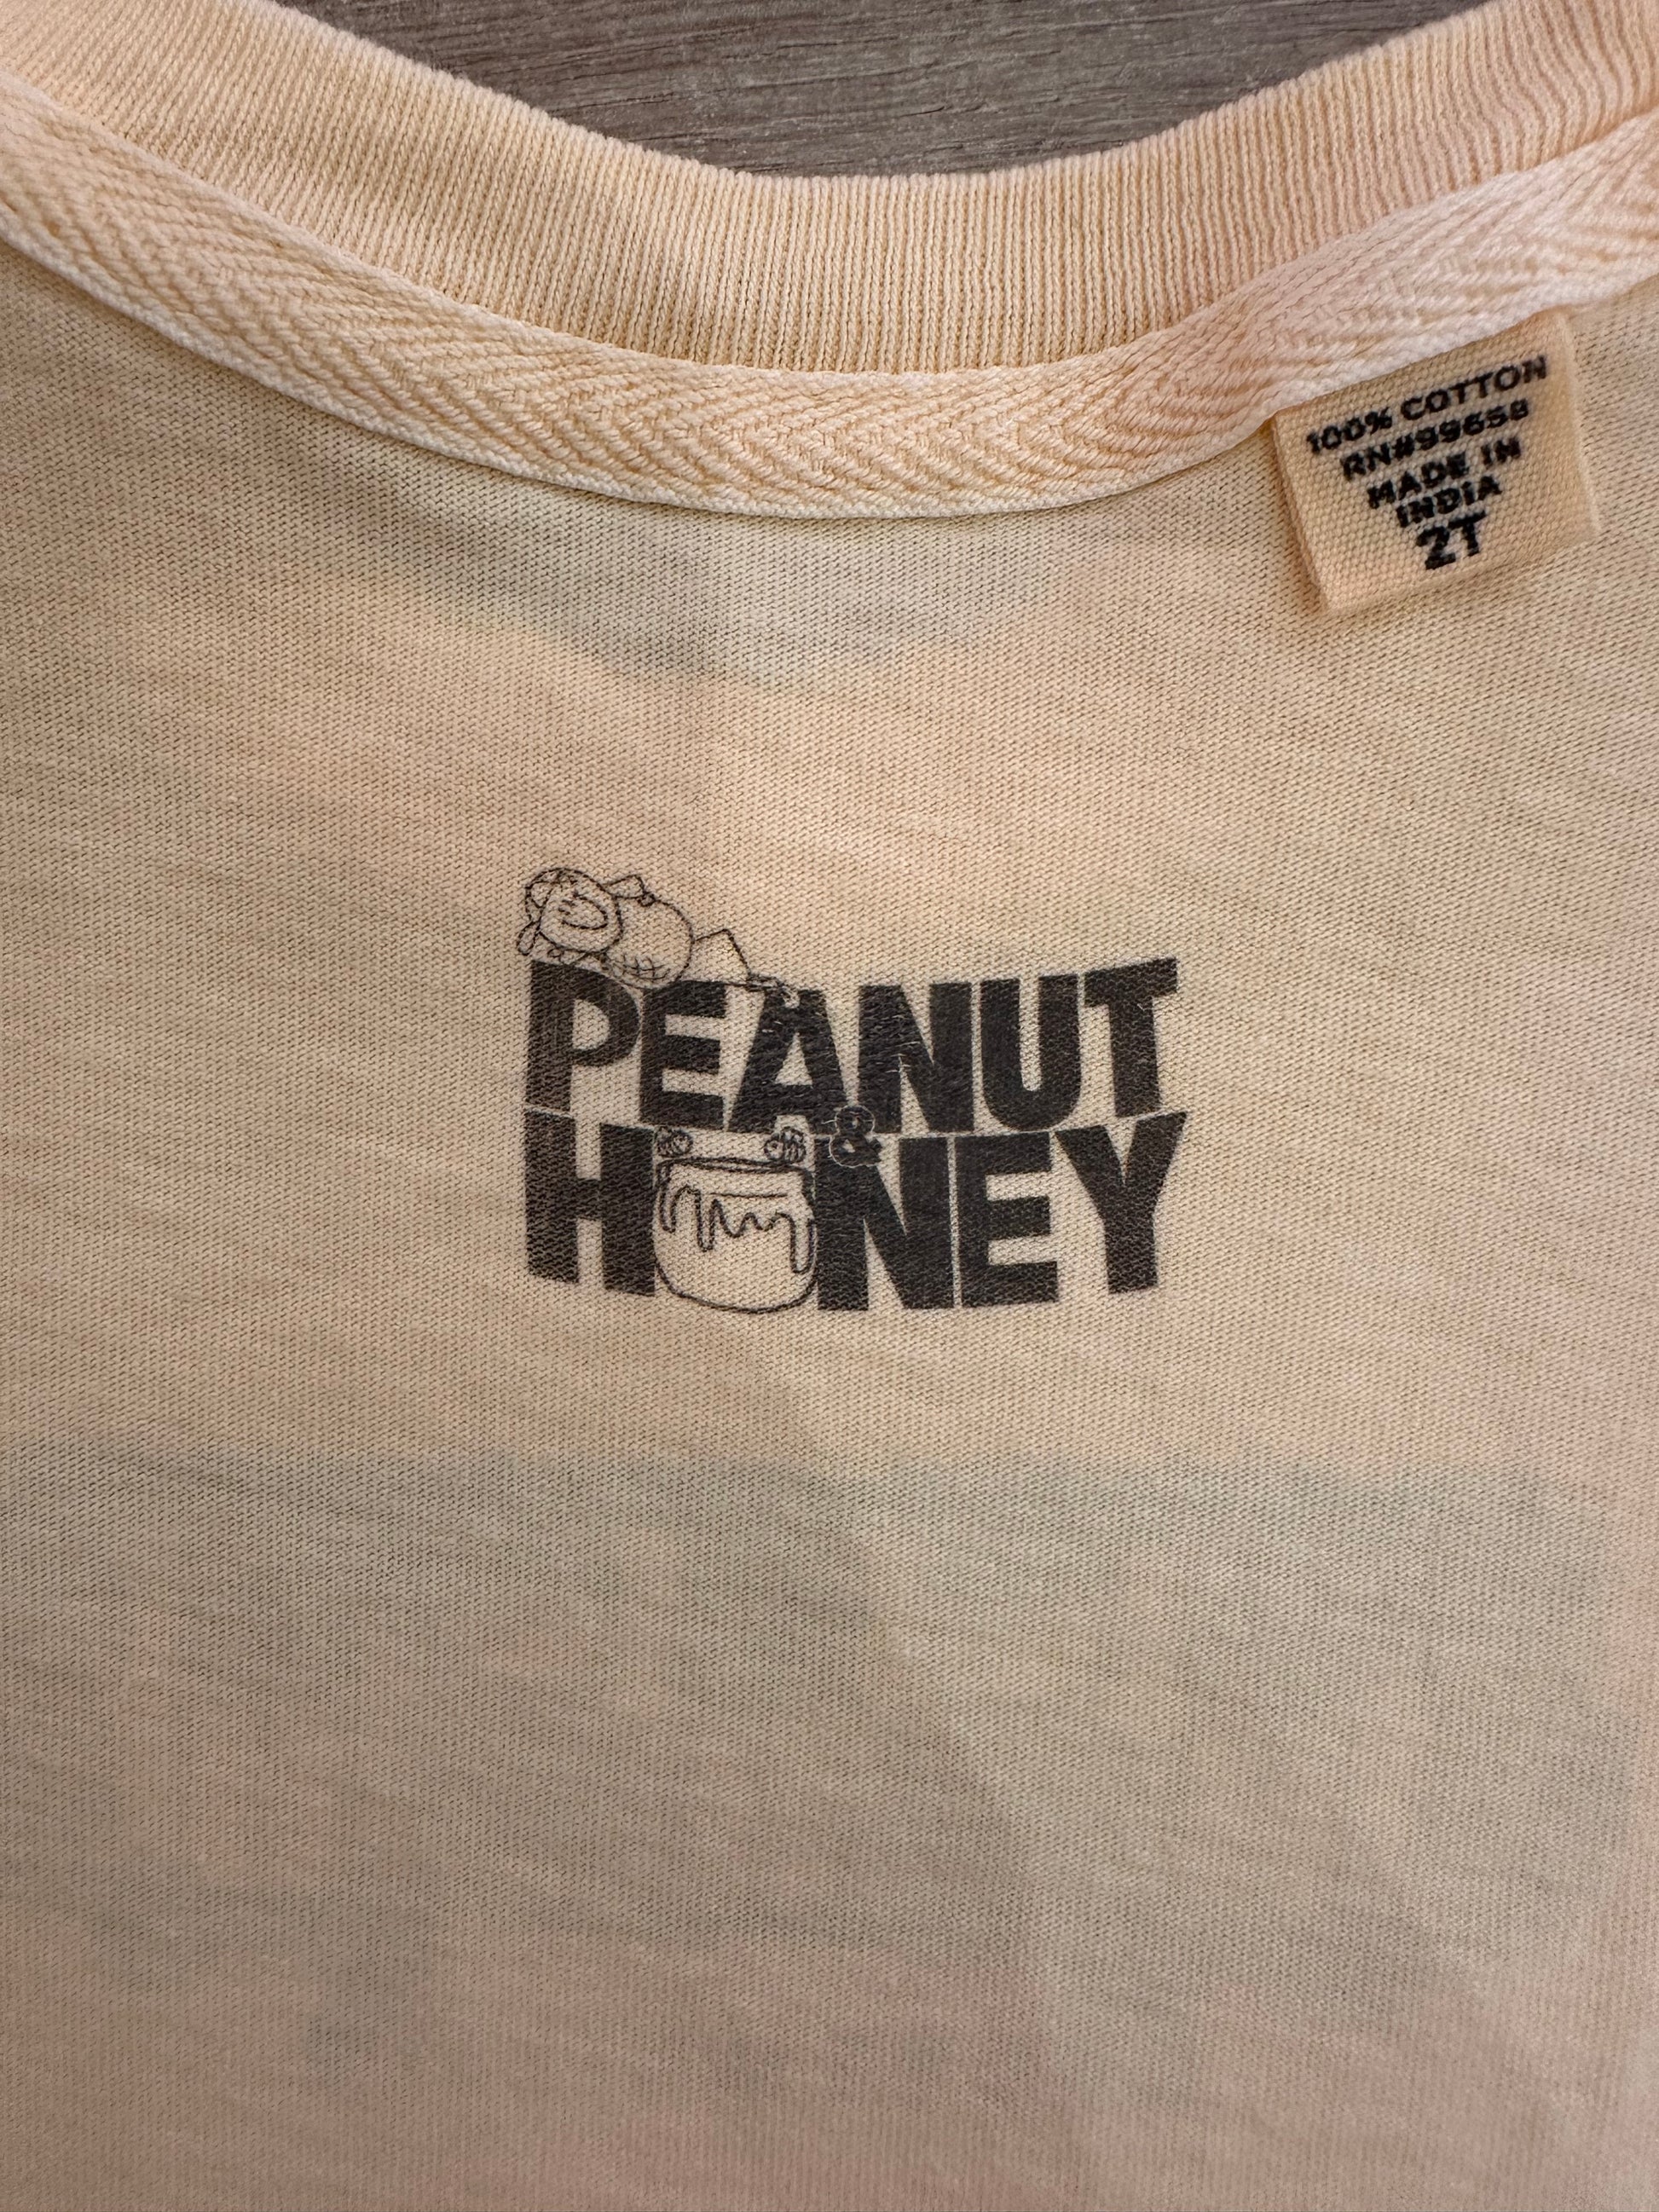 100% COTTON
RN#99658
MADE IN
INDIA
2T
PEANUT
&
HONEY